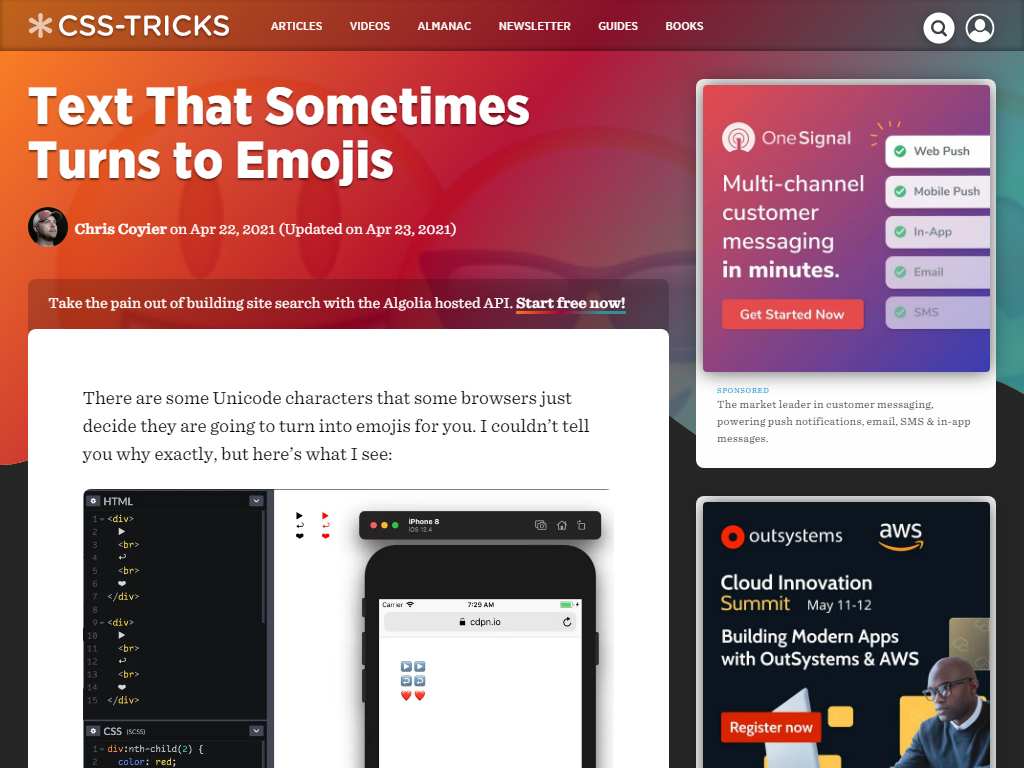 CSS-TRICKS
ARTICLES VIDEOS ALMANAC NEWSLETTER GUIDES BOOKS
Text That Sometimes
Turns to Emojis
Chris Coyier on Apr 22, 2021 (Updated on Apr 23, 2021)
Take the pain out of building site search with the Algolia hosted API. Start free now!
There are some Unicode characters that some browsers just
decide they are going to turn into emojis for you. I couldn’t tell
you why exactly, but here’s what I see:
HTML
1 <div>
2 ▶
3 <br>
4 ↩
5 <br>
6 ❤
7 </div>
8
9 <div>
10 ▶
11 <br>
12 ↩
13 <br>
14 ❤
15 </div>
CSS (SCSS)
1 div:nth-child(2) {
2 color: red;
▶ ▶
↩ ↩
❤ ❤
iPhone 8
iOS 12.4
Carrier 7:29 AM
cdpn.io
▶️▶️
↩️↩️
❤️❤️
OneSignal
Multi-channel
customer
messaging
in minutes.
Get Started Now
Web Push
Mobile Push
In-App
Email
SMS
SPONSORED
The market leader in customer messaging,
powering push notifications, email, SMS & in-app
messages.
outsystems aws
Cloud Innovation
Summit May 11-12
Building Modern Apps
with OutSystems & AWS
Register now